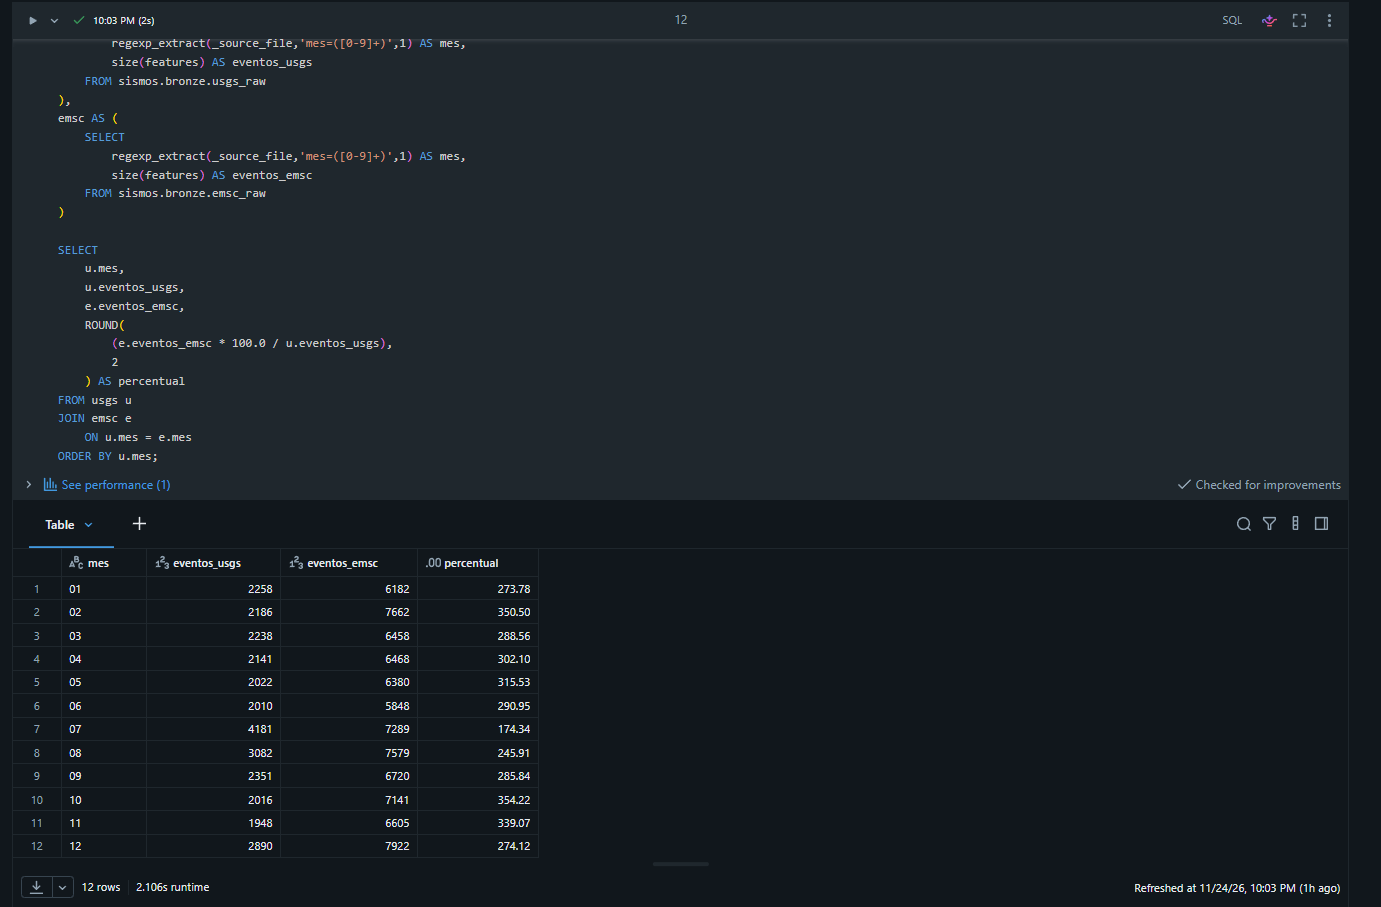 10:03 PM (2s) 12 SQL
regexp_extract(_source_file,'mes=([0-9]+)',1) AS mes,
size(features) AS eventos_usgs
FROM sismos.bronze.usgs_raw
),
emsc AS (
SELECT
regexp_extract(_source_file,'mes=([0-9]+)',1) AS mes,
size(features) AS eventos_emsc
FROM sismos.bronze.emsc_raw
)
SELECT
u.mes,
u.eventos_usgs,
e.eventos_emsc,
ROUND(
(e.eventos_emsc * 100.0 / u.eventos_usgs),
2
) AS percentual
FROM usgs u
JOIN emsc e
ON u.mes = e.mes
ORDER BY u.mes;
See performance (1) Checked for improvements
Table
mes eventos_usgs eventos_emsc .00 percentual
1 01 2258 6182 273.78
2 02 2186 7662 350.50
3 03 2238 6458 288.56
4 04 2141 6468 302.10
5 05 2022 6380 315.53
6 06 2010 5848 290.95
7 07 4181 7289 174.34
8 08 3082 7579 245.91
9 09 2351 6720 285.84
10 10 2016 7141 354.22
11 11 1948 6605 339.07
12 12 2890 7922 274.12
12 rows 2.106s runtime Refreshed at 11/24/26, 10:03 PM (1h ago)